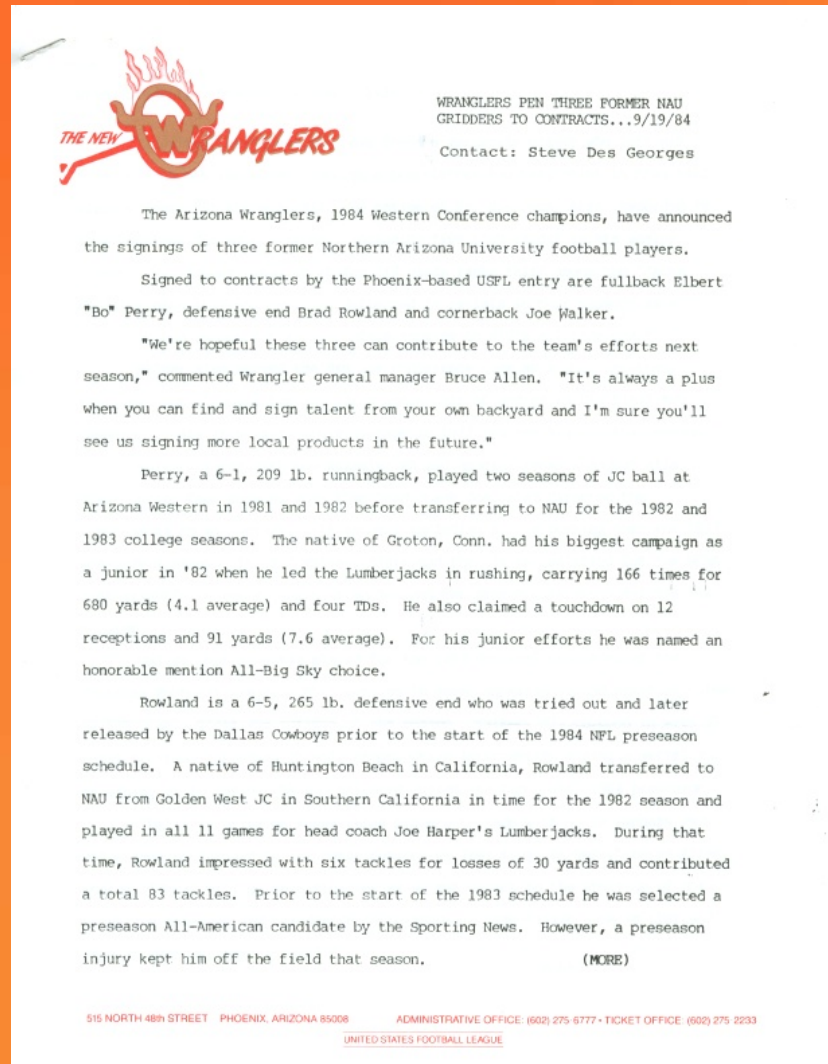 THE NEW WRANGLERS
WRANGLERS PEN THREE FORMER NAU
GRIDDERS TO CONTRACTS...9/19/84
Contact: Steve Des Georges
The Arizona Wranglers, 1984 Western Conference champions, have announced
the signings of three former Northern Arizona University football players.
Signed to contracts by the Phoenix-based USFL entry are fullback Elbert
"Bo" Perry, defensive end Brad Rowland and cornerback Joe Walker.
"We're hopeful these three can contribute to the team's efforts next
season," commented Wrangler general manager Bruce Allen. "It's always a plus
when you can find and sign talent from your own backyard and I'm sure you'll
see us signing more local products in the future."
Perry, a 6-1, 209 lb. runningback, played two seasons of JC ball at
Arizona Western in 1981 and 1982 before transferring to NAU for the 1982 and
1983 college seasons. The native of Groton, Conn. had his biggest campaign as
a junior in '82 when he led the Lumberjacks in rushing, carrying 166 times for
680 yards (4.1 average) and four TDs. He also claimed a touchdown on 12
receptions and 91 yards (7.6 average). For his junior efforts he was named an
honorable mention All-Big Sky choice.
Rowland is a 6-5, 265 lb. defensive end who was tried out and later
released by the Dallas Cowboys prior to the start of the 1984 NFL preseason
schedule. A native of Huntington Beach in California, Rowland transferred to
NAU from Golden West JC in Southern California in time for the 1982 season and
played in all 11 games for head coach Joe Harper's Lumberjacks. During that
time, Rowland impressed with six tackles for losses of 30 yards and contributed
a total 83 tackles. Prior to the start of the 1983 schedule he was selected a
preseason All-American candidate by the Sporting News. However, a preseason
injury kept him off the field that season. (MORE)
515 NORTH 48th STREET PHOENIX, ARIZONA 85008 ADMINISTRATIVE OFFICE: (602) 275-6777 • TICKET OFFICE: (602) 275-2233
UNITED STATES FOOTBALL LEAGUE